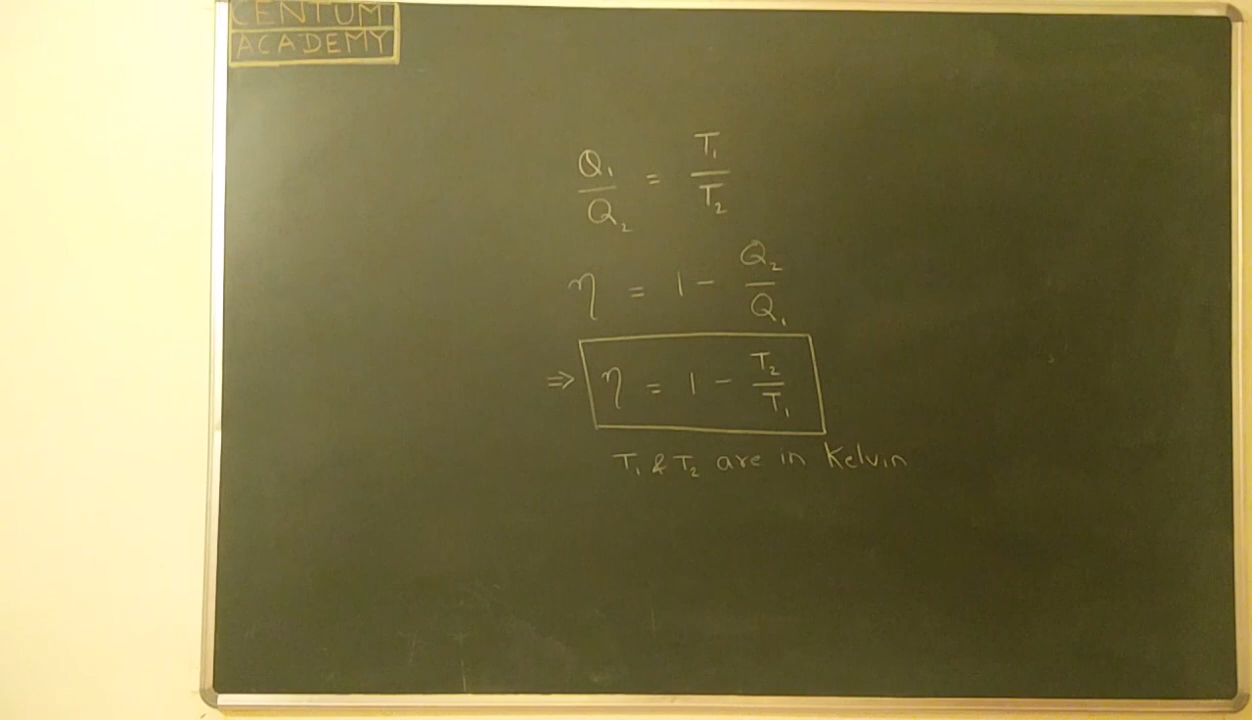 CENTUM
ACADEMY
Q₁/Q₂ = T₁/T₂
η = 1 - Q₂/Q₁
⇒ η = 1 - T₂/T₁
T₁ & T₂ are in Kelvin